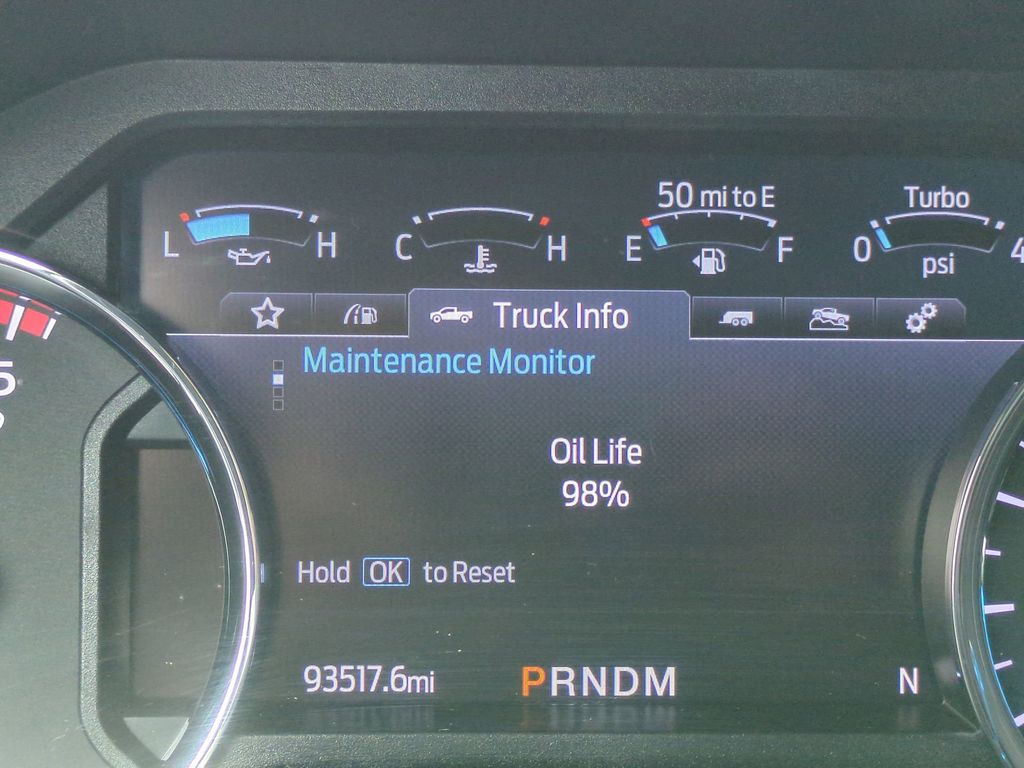 50 mi to E
Turbo
L H
C H
E F
O
psi
Truck Info
5
Maintenance Monitor
Oil Life
98%
Hold OK to Reset
93517.6mi
PRNDM
N